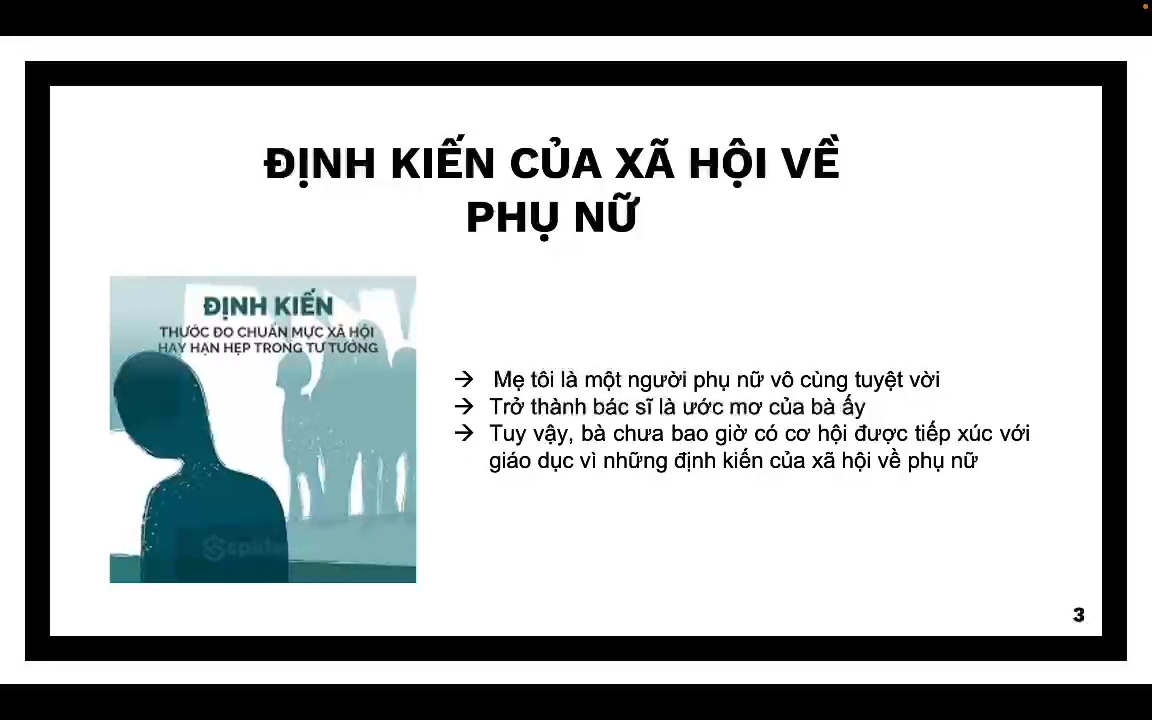 ĐỊNH KIẾN CỦA XÃ HỘI VỀ
PHỤ NỮ
ĐỊNH KIẾN
THƯỚC ĐO CHUẨN MỰC XÃ HỘI
HAY HẠN HẸP TRONG TƯ TƯỞNG
→ Mẹ tôi là một người phụ nữ vô cùng tuyệt vời
→ Trở thành bác sĩ là ước mơ của bà ấy
→ Tuy vậy, bà chưa bao giờ có cơ hội được tiếp xúc với
giáo dục vì những định kiến của xã hội về phụ nữ
3